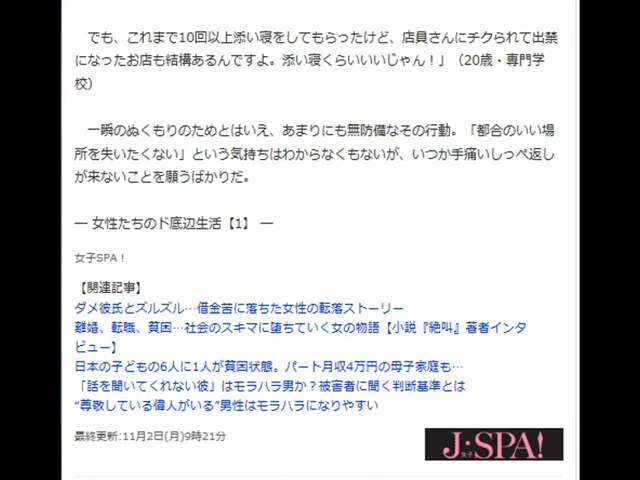 でも、これまで10回以上添い寝をしてもらったけど、店員さんにチクられて出禁
になったお店も結構あるんですよ。添い寝くらいいいじゃん！」（20歳・専門学
校）
一瞬のぬくもりのためとはいえ、あまりにも無防備なその行動。「都合のいい場
所を失いたくない」という気持ちはわからなくもないが、いつか手痛いしっぺ返し
が来ないことを願うばかりだ。
― 女性たちのド底辺生活【1】 ―
女子SPA！
【関連記事】
ダメ彼氏とズルズル…借金苦に落ちた女性の転落ストーリー
離婚、転職、貧困…社会のスキマに堕ちていく女の物語【小説『絶叫』著者インタ
ビュー】
日本の子どもの6人に1人が貧困状態。パート月収4万円の母子家庭も…
「話を聞いてくれない彼」はモラハラ男か？被害者に聞く判断基準とは
“尊敬している偉人がいる”男性はモラハラになりやすい
最終更新:11月2日(月)9時21分
J女子SPA!